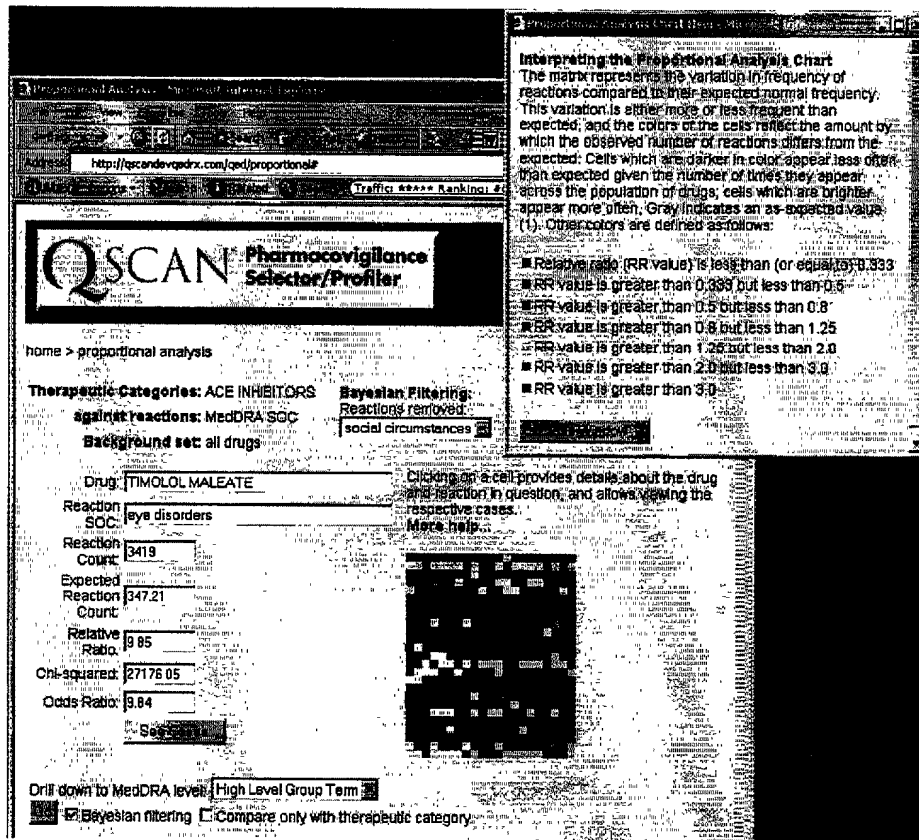 Proportional Analysis - Microsoft Internet Explorer
http://qscandevqedrx.com/qed/proportional#
Traffic: ★★★★★ Ranking: #
QSCAN Pharmacovigilance
Selector/Profiler
home > proportional analysis
Therapeutic Categories: ACE INHIBITORS
against reactions: MedDRA SOC
Background set: all drugs
Bayesian Filtering:
Reactions removed:
social circumstances
Drug: TIMOLOL MALEATE
Reaction
SOC: eye disorders
Reaction
Count: 3419
Expected
Reaction
Count: 347.21
Relative
Ratio: 9.85
Chi-squared: 27176.05
Odds Ratio: 9.84
Clicking on a cell provides details about the drug
and reaction in question, and allows viewing the
respective cases.
More help...
Drill down to MedDRA level: High Level Group Term
Bayesian filtering Compare only with therapeutic category
Proportional Analysis Chart Help - Microsoft
Interpreting the Proportional Analysis Chart
The matrix represents the variation in frequency of
reactions compared to their expected normal frequency.
This variation is either more or less frequent than
expected, and the colors of the cells reflect the amount by
which the observed number of reactions differs from the
expected. Cells which are darker in color appear less often
than expected given the number of times they appear
across the population of drugs; cells which are brighter
appear more often. Gray indicates an as-expected value
(1). Other colors are defined as follows:
Relative ratio (RR value) is less than (or equal to) 0.333
RR value is greater than 0.333 but less than 0.5
RR value is greater than 0.5 but less than 0.8
RR value is greater than 0.8 but less than 1.25
RR value is greater than 1.25 but less than 2.0
RR value is greater than 2.0 but less than 3.0
RR value is greater than 3.0